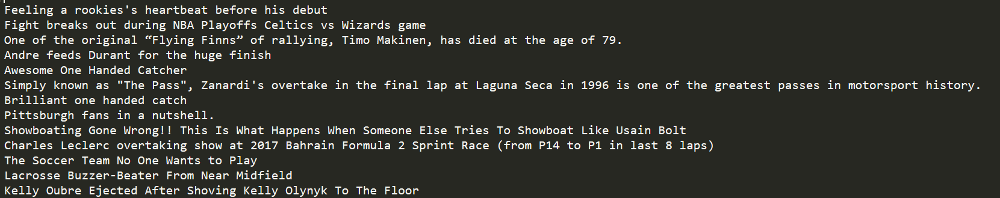 Feeling a rookies's heartbeat before his debut
Fight breaks out during NBA Playoffs Celtics vs Wizards game
One of the original “Flying Finns” of rallying, Timo Makinen, has died at the age of 79.
Andre feeds Durant for the huge finish
Awesome One Handed Catcher
Simply known as "The Pass", Zanardi's overtake in the final lap at Laguna Seca in 1996 is one of the greatest passes in motorsport history.
Brilliant one handed catch
Pittsburgh fans in a nutshell.
Showboating Gone Wrong!! This Is What Happens When Someone Else Tries To Showboat Like Usain Bolt
Charles Leclerc overtaking show at 2017 Bahrain Formula 2 Sprint Race (from P14 to P1 in last 8 laps)
The Soccer Team No One Wants to Play
Lacrosse Buzzer-Beater From Near Midfield
Kelly Oubre Ejected After Shoving Kelly Olynyk To The Floor